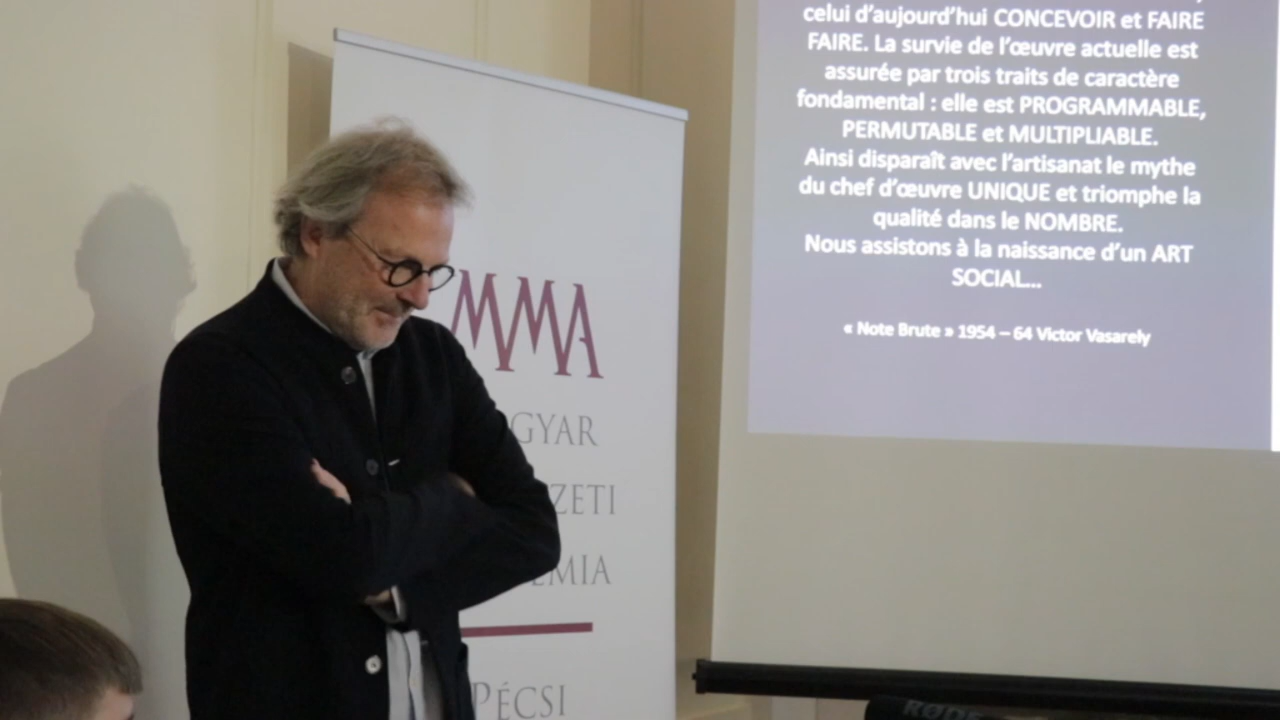 MMA
GYAR
ZETI
ÉMIA
PÉCSI
celui d'aujourd'hui CONCEVOIR et FAIRE
FAIRE. La survie de l'œuvre actuelle est
assurée par trois traits de caractère
fondamental : elle est PROGRAMMABLE,
PERMUTABLE et MULTIPLIABLE.
Ainsi disparaît avec l'artisanat le mythe
du chef d'œuvre UNIQUE et triomphe la
qualité dans le NOMBRE.
Nous assistons à la naissance d'un ART
SOCIAL...
« Note Brute » 1954 – 64 Victor Vasarely
RØDE